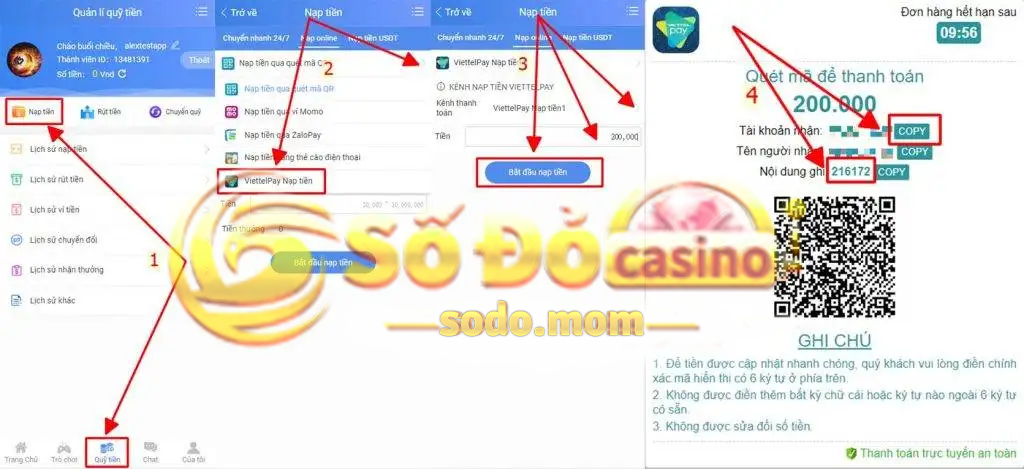 Quản lí quỹ tiền
Chào buổi chiều, alextestapp
Thành viên ID: 13481391
Số tiền: 0 Vnd
Thoát
Nạp tiền
Rút tiền
Chuyển quỹ
Lịch sử nạp tiền
Lịch sử rút tiền
Lịch sử ví tiền
Lịch sử chuyển đổi
Lịch sử nhận thưởng
Lịch sử khác
1
Trang Chủ
Trò chơi
Quỹ tiền
Chat
Của tôi
Trở về
Nạp tiền
Chuyển nhanh 24/7
Nạp online
Nạp tiền USDT
Nạp tiền qua quét mã
2
Nạp tiền qua quét mã QR
Nạp tiền qua ví Momo
Nạp tiền qua ZaloPay
Nạp tiền bằng thẻ cào điện thoại
ViettelPay Nạp tiền
Tiền
Tiền thưởng 0
Bắt đầu nạp tiền
Trở về
Nạp tiền
Chuyển nhanh 24/7
Nạp online
Nạp tiền USDT
ViettelPay Nạp tiền
3
KÊNH NẠP TIỀN VIETTELPAY
Kênh thanh toán
ViettelPay Nạp tiền1
Tiền
200,000
Bắt đầu nạp tiền
SỐ ĐỎ casino
sodo.mom
pay
Đơn hàng hết hạn sau
09:56
Quét mã để thanh toán
4
200.000
Tài khoản nhận:
COPY
Tên người nhận
COPY
Nội dung ghi
216172
COPY
GHI CHÚ
1. Để tiền được cập nhật nhanh chóng, quý khách vui lòng điền chính
xác mã hiển thị có 6 ký tự ở phía trên.
2. Không được điền thêm bất kỳ chữ cái hoặc ký tự nào ngoài 6 ký tự
có sẵn.
3. Không được sửa đổi số tiền.
Thanh toán trực tuyến an toàn